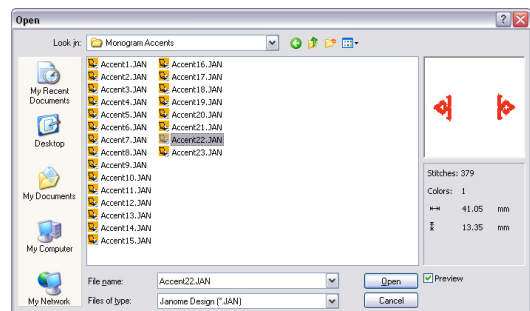 Open
Look in: Monogram Accents
My Recent Documents
Desktop
My Documents
My Computer
My Network
Accent1.JAN
Accent2.JAN
Accent3.JAN
Accent4.JAN
Accent5.JAN
Accent6.JAN
Accent7.JAN
Accent8.JAN
Accent9.JAN
Accent10.JAN
Accent11.JAN
Accent12.JAN
Accent13.JAN
Accent14.JAN
Accent15.JAN
Accent16.JAN
Accent17.JAN
Accent18.JAN
Accent19.JAN
Accent20.JAN
Accent21.JAN
Accent22.JAN
Accent23.JAN
Stitches: 379
Colors: 1
41.05 mm
13.35 mm
File name: Accent22.JAN Open
Preview
Files of type: Janome Design (*.JAN) Cancel